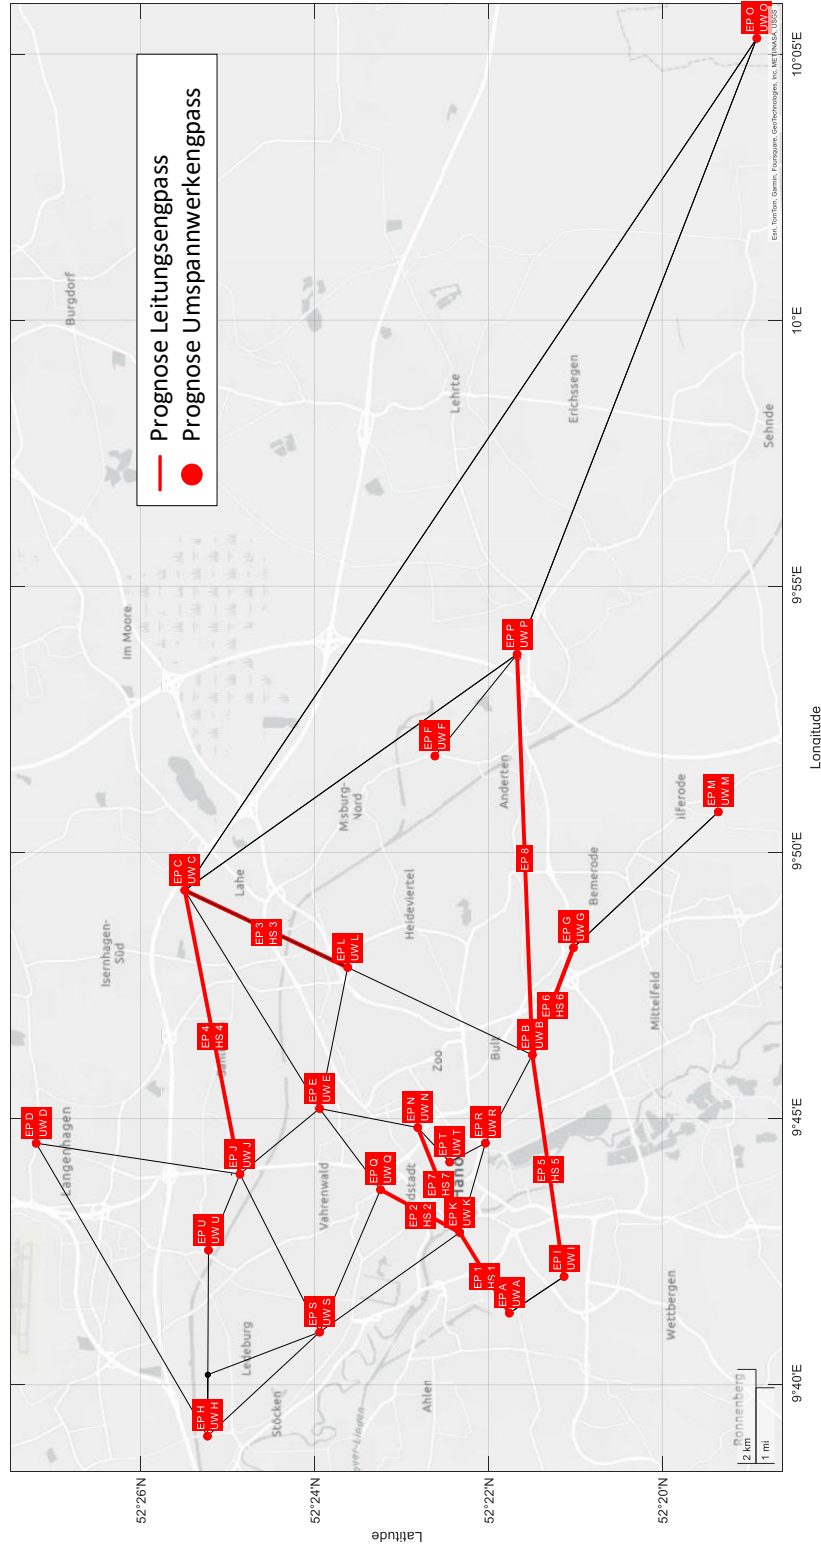 Prognose Leitungsengpass
Prognose Umspannwerkengpass
EP D
UW D
Langenhagen
Burgdorf
Isernhagen-
Süd
Im Moore
EP C
UW C
EP H
UW H
EP U
UW U
EP 4
HS 4
EP J
UW J
Lahe
Ledeburg
EP 3
HS 3
Stöcken
EP S
UW S
EP E
UW E
Vahrenwald
EP L
UW L
Misburg-
Nord
EP Q
UW Q
Heideviertel
EP 2
HS 2
EP N
UW N
EP F
UW F
Ahlen
EP 7
HS 7
EP T
UW T
Zoo
Lehrte
EP K
UW K
EP 1
HS 1
EP R
UW R
EP A
UW A
Anderten
EP P
UW P
EP B
UW B
EP 8
EP 5
HS 5
EP 6
HS 6
EP I
UW I
EP G
UW G
Erichssegen
Bemerode
Mittelfeld
Wettbergen
EP M
UW M
EP O
UW O
Sehnde
Ronnenberg
2 km
1 mi
Esri, TomTom, Garmin, Foursquare, GeoTechnologies, Inc, METI/NASA, USGS
52°26'N
52°24'N
52°22'N
52°20'N
Latitude
9°40'E
9°45'E
9°50'E
9°55'E
10°E
10°05'E
Longitude